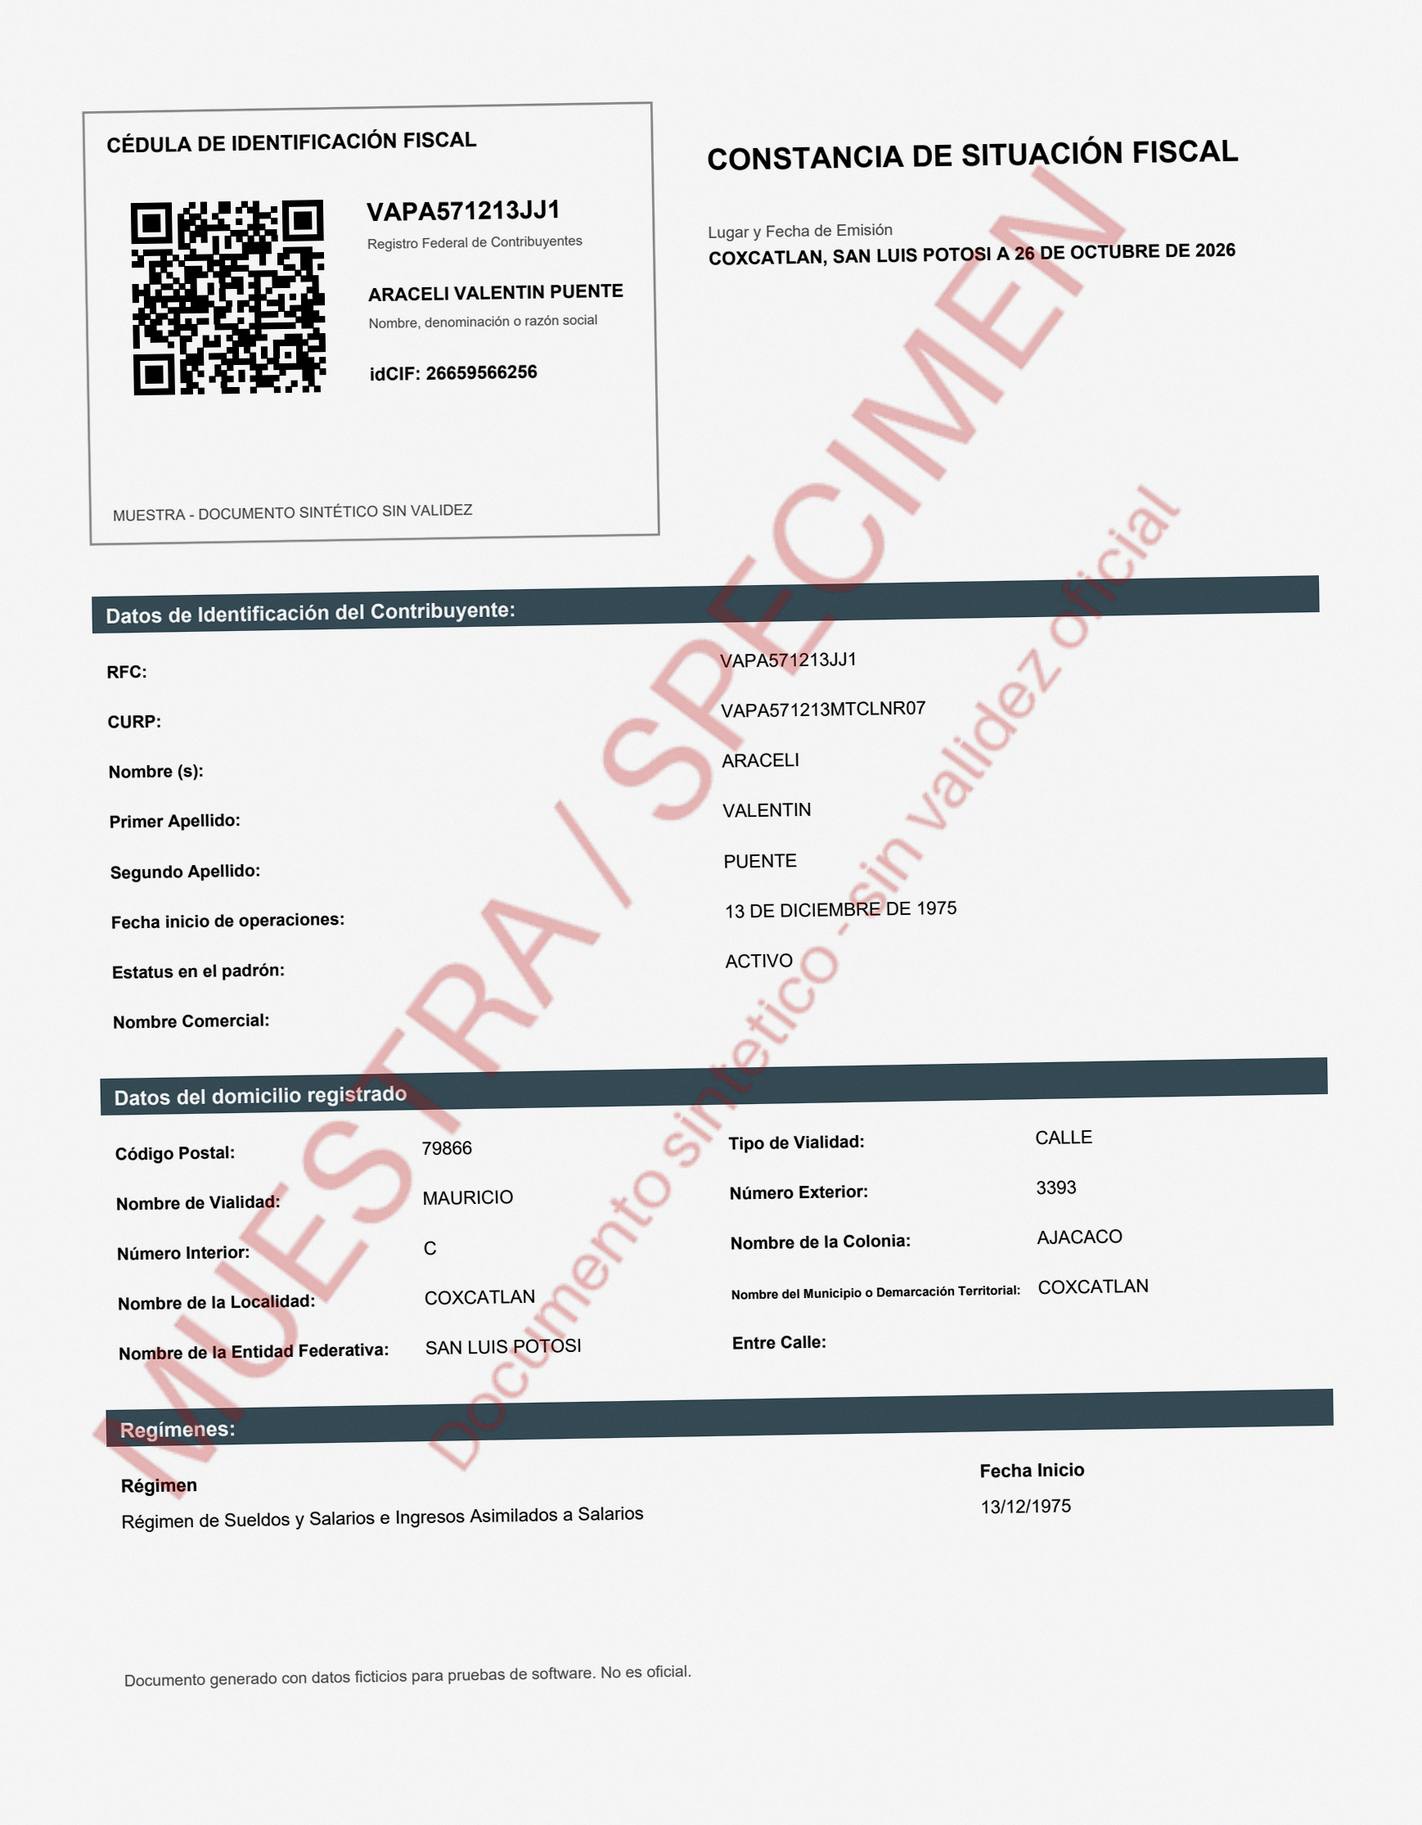 CÉDULA DE IDENTIFICACIÓN FISCAL
VAPA571213JJ1
Registro Federal de Contribuyentes
ARACELI VALENTIN PUENTE
Nombre, denominación o razón social
idCIF: 26659566256
MUESTRA - DOCUMENTO SINTÉTICO SIN VALIDEZ
CONSTANCIA DE SITUACIÓN FISCAL
Lugar y Fecha de Emisión
COXCATLAN, SAN LUIS POTOSI A 26 DE OCTUBRE DE 2026
Datos de Identificación del Contribuyente:
RFC: VAPA571213JJ1
CURP: VAPA571213MTCLNR07
Nombre (s): ARACELI
Primer Apellido: VALENTIN
Segundo Apellido: PUENTE
Fecha inicio de operaciones: 13 DE DICIEMBRE DE 1975
Estatus en el padrón: ACTIVO
Nombre Comercial:
Datos del domicilio registrado
Código Postal: 79866 Tipo de Vialidad: CALLE
Nombre de Vialidad: MAURICIO Número Exterior: 3393
Número Interior: C Nombre de la Colonia: AJACACO
Nombre de la Localidad: COXCATLAN Nombre del Municipio o Demarcación Territorial: COXCATLAN
Nombre de la Entidad Federativa: SAN LUIS POTOSI Entre Calle:
Regímenes:
Régimen Fecha Inicio
Régimen de Sueldos y Salarios e Ingresos Asimilados a Salarios 13/12/1975
Documento generado con datos ficticios para pruebas de software. No es oficial.
MUESTRA / SPECIMEN
Documento sintetico - sin validez oficial